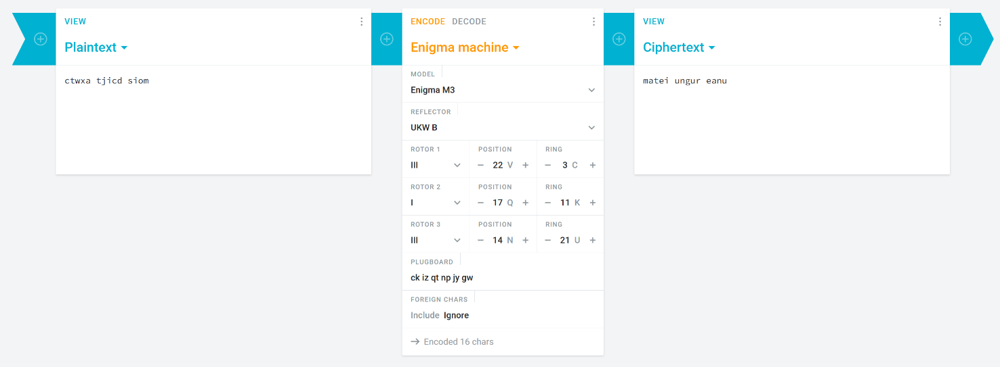 VIEW
Plaintext
ctwxa tjicd siom
ENCODE DECODE
Enigma machine
MODEL
Enigma M3
REFLECTOR
UKW B
ROTOR 1 POSITION RING
III 22 V 3 C
ROTOR 2 POSITION RING
I 17 Q 11 K
ROTOR 3 POSITION RING
III 14 N 21 U
PLUGBOARD
ck iz qt np jy gw
FOREIGN CHARS
Include Ignore
→ Encoded 16 chars
VIEW
Ciphertext
matei ungur eanu